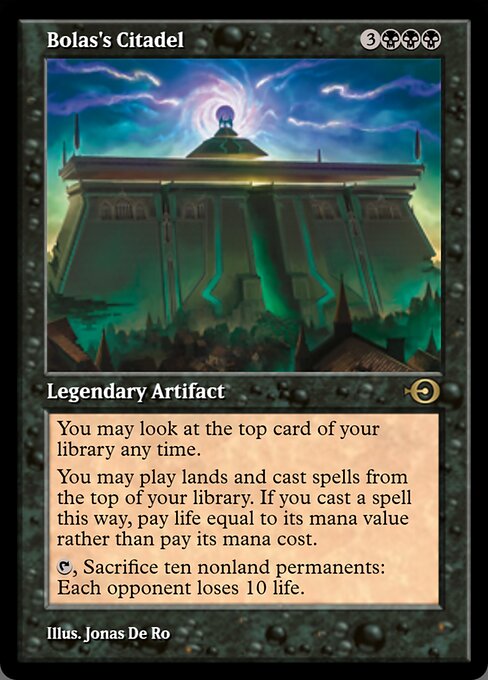 Bolas's Citadel 3
Legendary Artifact
You may look at the top card of your
library any time.
You may play lands and cast spells from
the top of your library. If you cast a spell
this way, pay life equal to its mana value
rather than pay its mana cost.
, Sacrifice ten nonland permanents:
Each opponent loses 10 life.
Illus. Jonas De Ro